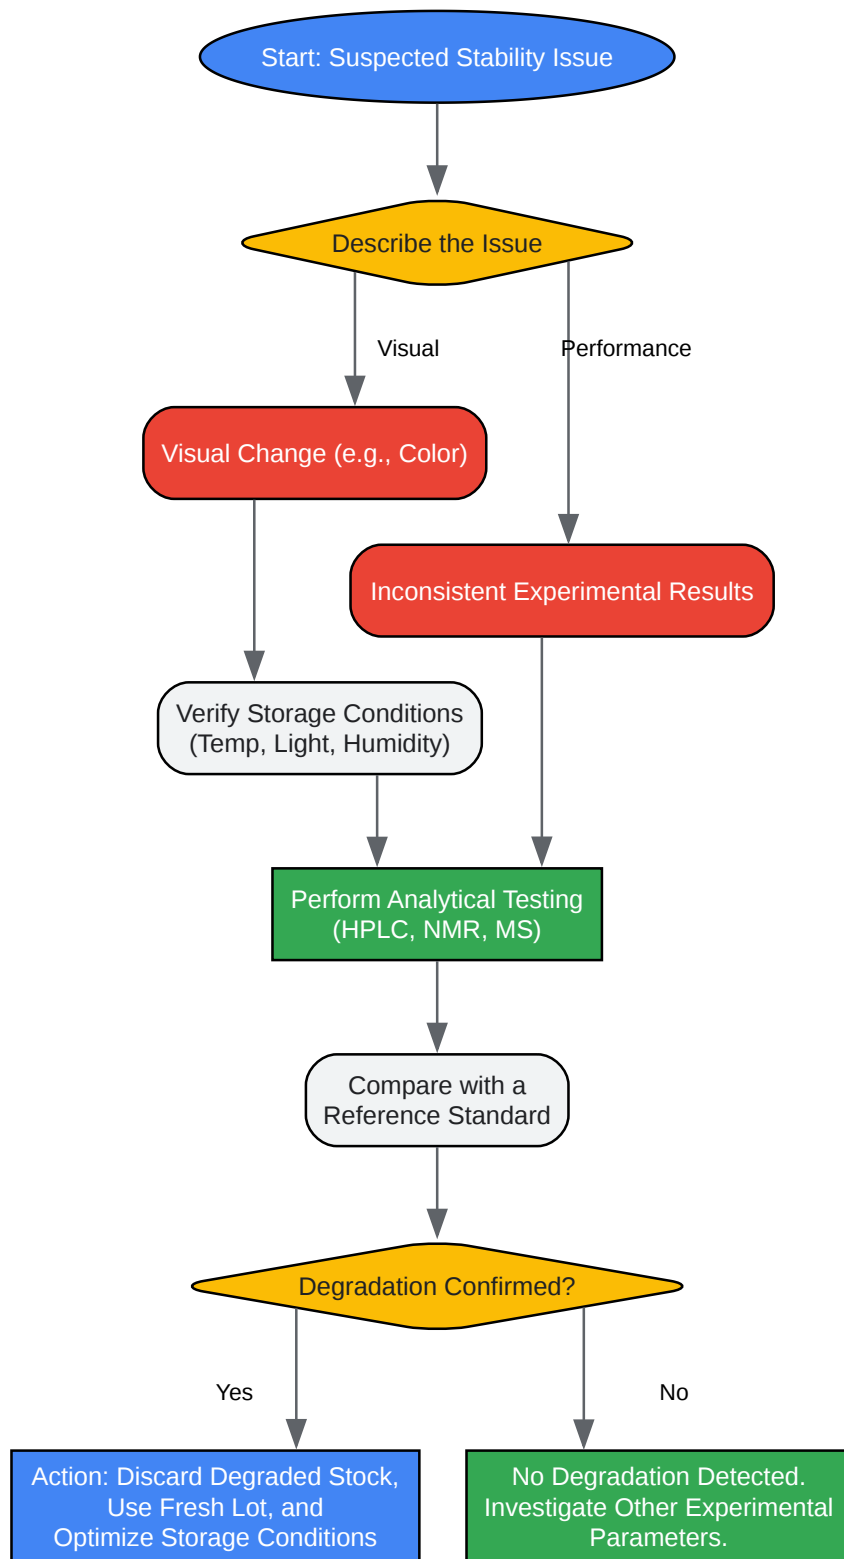 Start: Suspected Stability Issue
Describe the Issue
Visual
Performance
Visual Change (e.g., Color)
Inconsistent Experimental Results
Verify Storage Conditions
(Temp, Light, Humidity)
Perform Analytical Testing
(HPLC, NMR, MS)
Compare with a
Reference Standard
Degradation Confirmed?
Yes
No
Action: Discard Degraded Stock,
Use Fresh Lot, and
Optimize Storage Conditions
No Degradation Detected.
Investigate Other Experimental
Parameters.